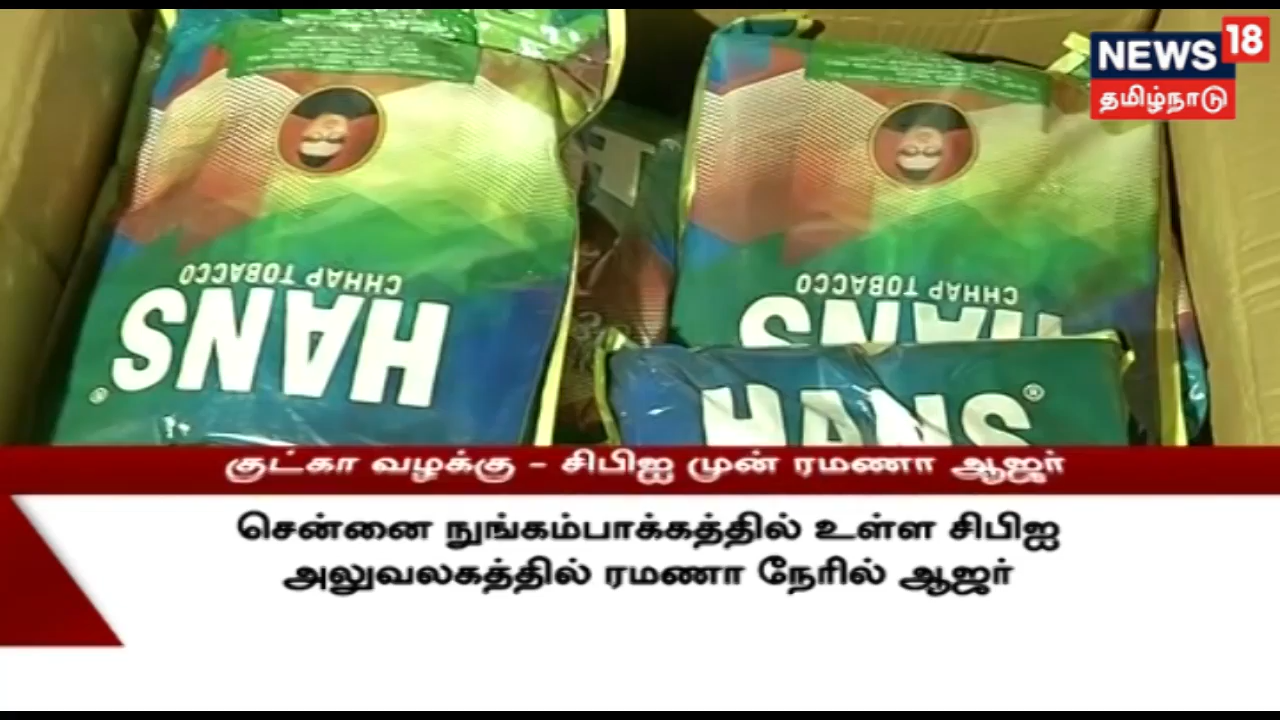 NEWS 18
தமிழ்நாடு
CHHAP TOBACCO
HANS®
CHHAP TOBACCO
HANS
HANS®
குட்கா வழக்கு - சிபிஐ முன் ரமணா ஆஜர்
சென்னை நுங்கம்பாக்கத்தில் உள்ள சிபிஐ
அலுவலகத்தில் ரமணா நேரில் ஆஜர்